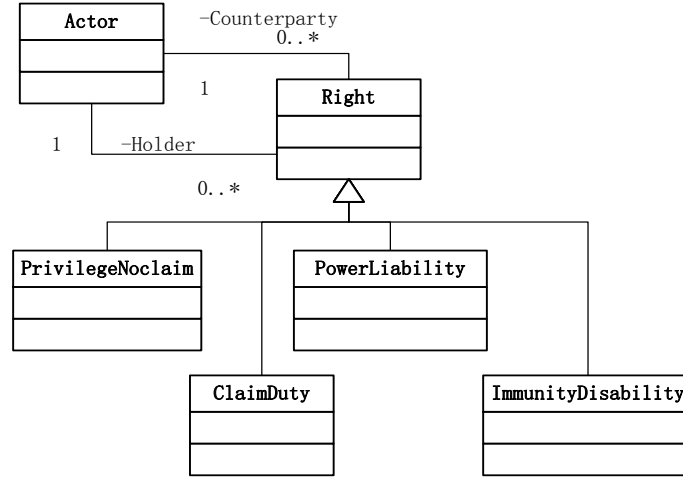 Actor
-Counterparty
0..*
1
Right
1
-Holder
0..*
PrivilegeNoclaim
PowerLiability
ClaimDuty
ImmunityDisability